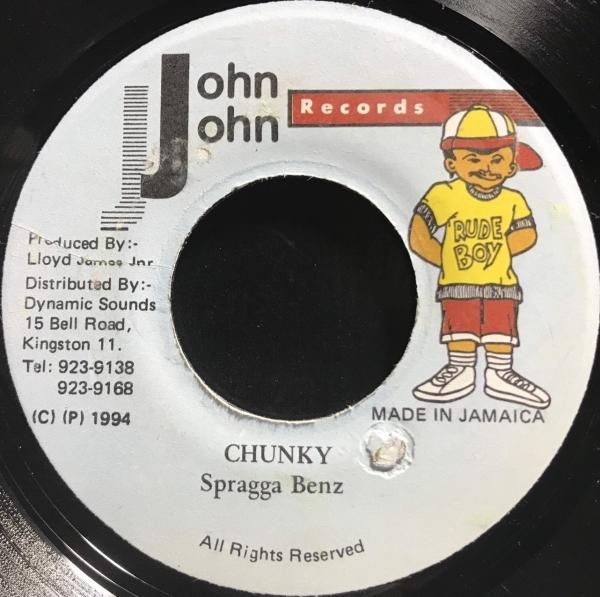 John
John
Records
RUDE
BOY
Produced By:-
Lloyd James Jnr
Distributed By:-
Dynamic Sounds
15 Bell Road,
Kingston 11.
Tel: 923-9138
923-9168
(C) (P) 1994
MADE IN JAMAICA
CHUNKY
Spragga Benz
All Rights Reserved